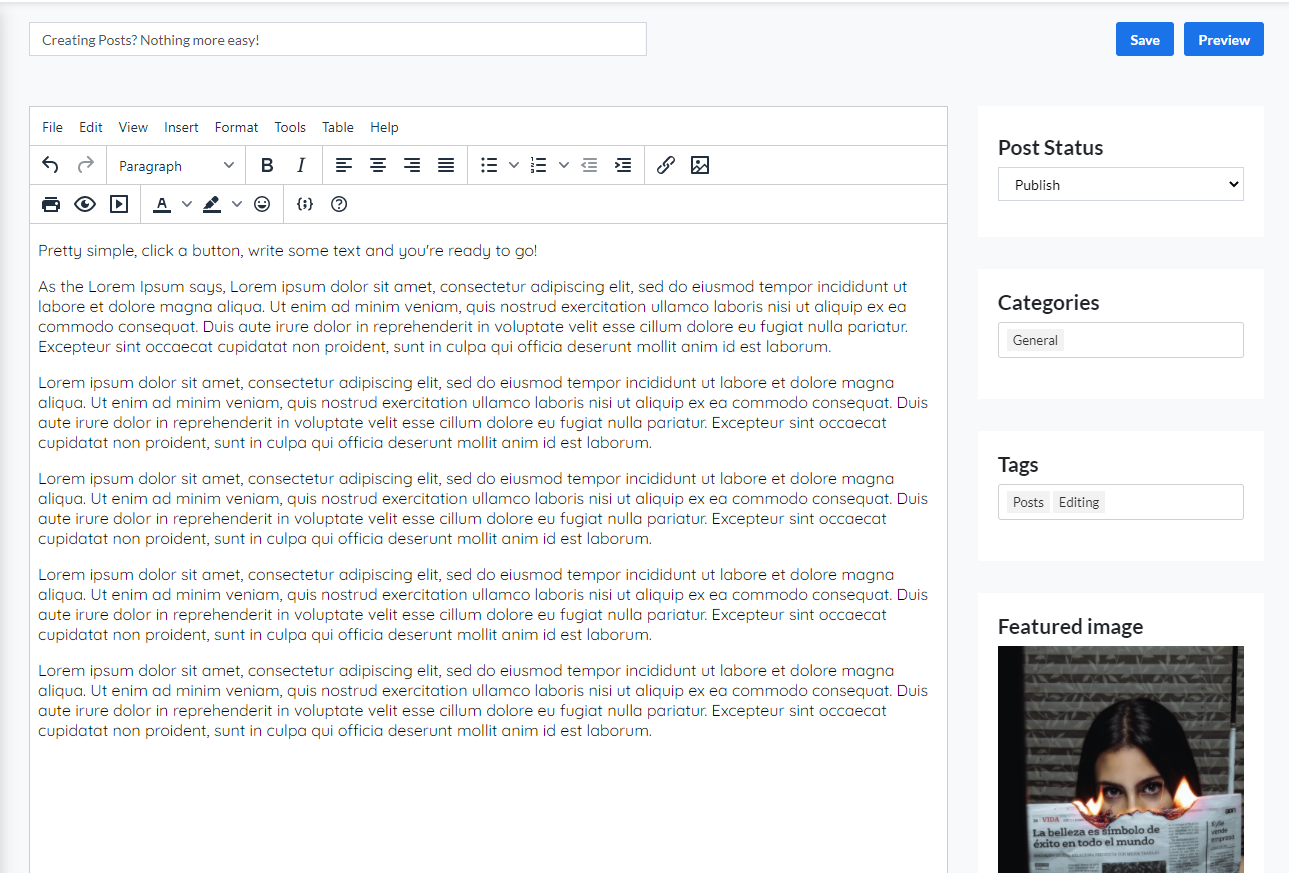 Creating Posts? Nothing more easy!
Save Preview
File Edit View Insert Format Tools Table Help
Paragraph
Pretty simple, click a button, write some text and you're ready to go!
As the Lorem Ipsum says, Lorem ipsum dolor sit amet, consectetur adipiscing elit, sed do eiusmod tempor incididunt ut
labore et dolore magna aliqua. Ut enim ad minim veniam, quis nostrud exercitation ullamco laboris nisi ut aliquip ex ea
commodo consequat. Duis aute irure dolor in reprehenderit in voluptate velit esse cillum dolore eu fugiat nulla pariatur.
Excepteur sint occaecat cupidatat non proident, sunt in culpa qui officia deserunt mollit anim id est laborum.
Lorem ipsum dolor sit amet, consectetur adipiscing elit, sed do eiusmod tempor incididunt ut labore et dolore magna
aliqua. Ut enim ad minim veniam, quis nostrud exercitation ullamco laboris nisi ut aliquip ex ea commodo consequat. Duis
aute irure dolor in reprehenderit in voluptate velit esse cillum dolore eu fugiat nulla pariatur. Excepteur sint occaecat
cupidatat non proident, sunt in culpa qui officia deserunt mollit anim id est laborum.
Lorem ipsum dolor sit amet, consectetur adipiscing elit, sed do eiusmod tempor incididunt ut labore et dolore magna
aliqua. Ut enim ad minim veniam, quis nostrud exercitation ullamco laboris nisi ut aliquip ex ea commodo consequat. Duis
aute irure dolor in reprehenderit in voluptate velit esse cillum dolore eu fugiat nulla pariatur. Excepteur sint occaecat
cupidatat non proident, sunt in culpa qui officia deserunt mollit anim id est laborum.
Lorem ipsum dolor sit amet, consectetur adipiscing elit, sed do eiusmod tempor incididunt ut labore et dolore magna
aliqua. Ut enim ad minim veniam, quis nostrud exercitation ullamco laboris nisi ut aliquip ex ea commodo consequat. Duis
aute irure dolor in reprehenderit in voluptate velit esse cillum dolore eu fugiat nulla pariatur. Excepteur sint occaecat
cupidatat non proident, sunt in culpa qui officia deserunt mollit anim id est laborum.
Lorem ipsum dolor sit amet, consectetur adipiscing elit, sed do eiusmod tempor incididunt ut labore et dolore magna
aliqua. Ut enim ad minim veniam, quis nostrud exercitation ullamco laboris nisi ut aliquip ex ea commodo consequat. Duis
aute irure dolor in reprehenderit in voluptate velit esse cillum dolore eu fugiat nulla pariatur. Excepteur sint occaecat
cupidatat non proident, sunt in culpa qui officia deserunt mollit anim id est laborum.
Post Status
Publish
Categories
General
Tags
Posts Editing
Featured image
VIDA
La belleza es símbolo de
éxito en todo el mundo
Kylie
vende